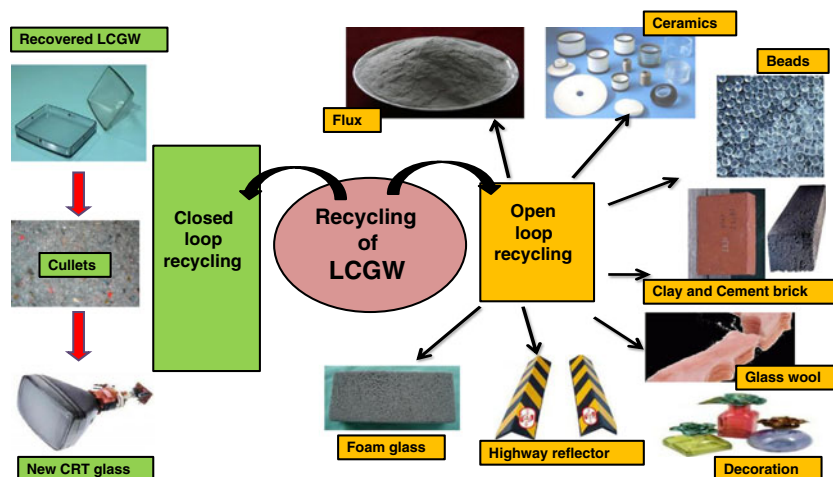 Recovered LCGW
Cullets
New CRT glass
Closed
loop
recycling
Recycling
of
LCGW
Open
loop
recycling
Flux
Ceramics
Beads
Clay and Cement brick
Glass wool
Decoration
Highway reflector
Foam glass